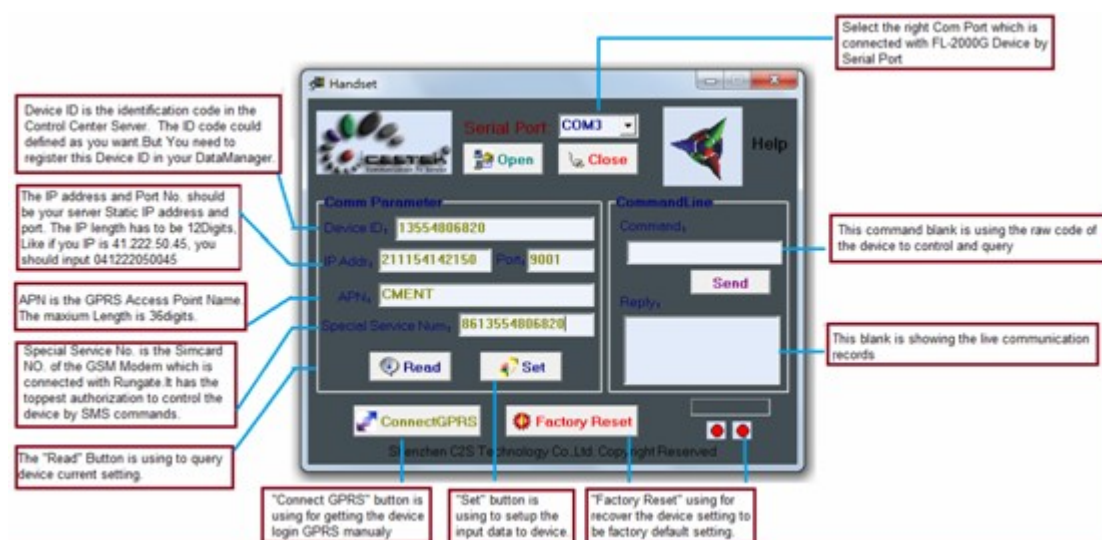 Select the right Com Port which is
connected with FL-2000G Device by
Serial Port
Handset
Device ID is the identification code in the
Control Center Server. The ID code could
defined as you want.But You need to
register this Device ID in your DataManager.
Serial Port:
COM3
Open
Close
Help
The IP address and Port No. should
be your server Static IP address and
port. The IP length has to be 12Digits,
Like if you IP is 41.222.50.45, you
should input 041222050045
Comm Parameter
Device ID:
13554806820
IP Addr:
211154142150
Port:
9001
APN:
CMENT
Special Service Num:
8613554806820
Read
Set
CommandLine
Command:
Send
Reply:
This command blank is using the raw code of
the device to control and query
APN is the GPRS Access Point Name.
The maxium Length is 36digits.
Special Service No. is the Simcard
NO. of the GSM Modem which is
connected with Rungate.It has the
toppest authorization to control the
device by SMS commands.
This blank is showing the live communication
records
ConnectGPRS
Factory Reset
Shenzhen C2S Technology Co.,Ltd. Copyright Reserved
The "Read" Button is using to query
device current setting.
"Connect GPRS" button is
using for getting the device
login GPRS manualy
"Set" button is
using to setup the
input data to device
"Factory Reset" using for
recover the device setting to
be factory default setting.